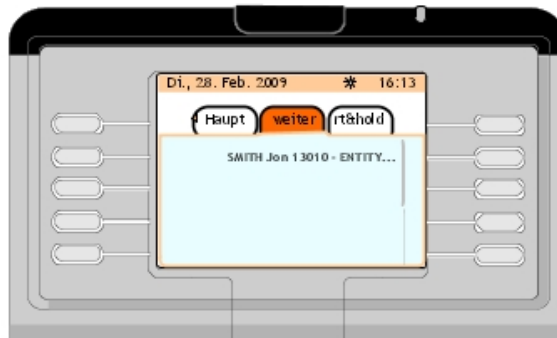 Di., 28. Feb. 2009 16:13
Haupt weiter rt&hold
SMITH Jon 13010 - ENTITY...